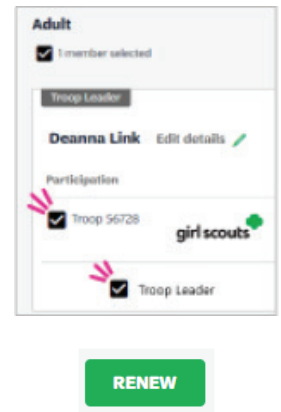 Adult
1 member selected
Troop Leader
Deanna Link Edit details
Participation
Troop 56728
girl scouts
Troop Leader
RENEW